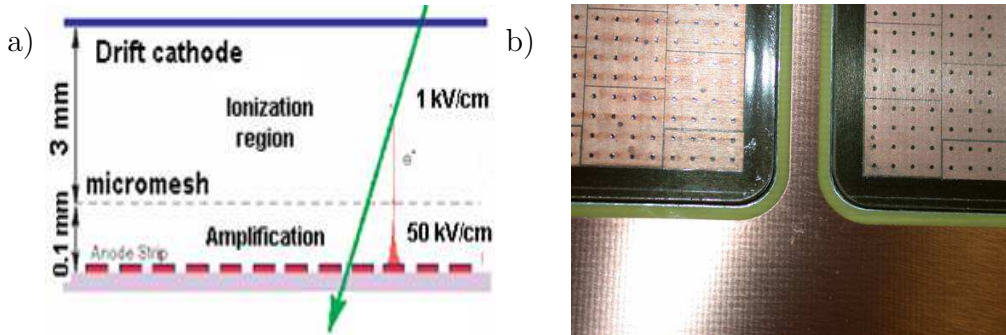 a)
Drift cathode
Ionization
region
1 kV/cm
3 mm
e-
micromesh
0.1 mm
Amplification
50 kV/cm
Anode Strip
b)